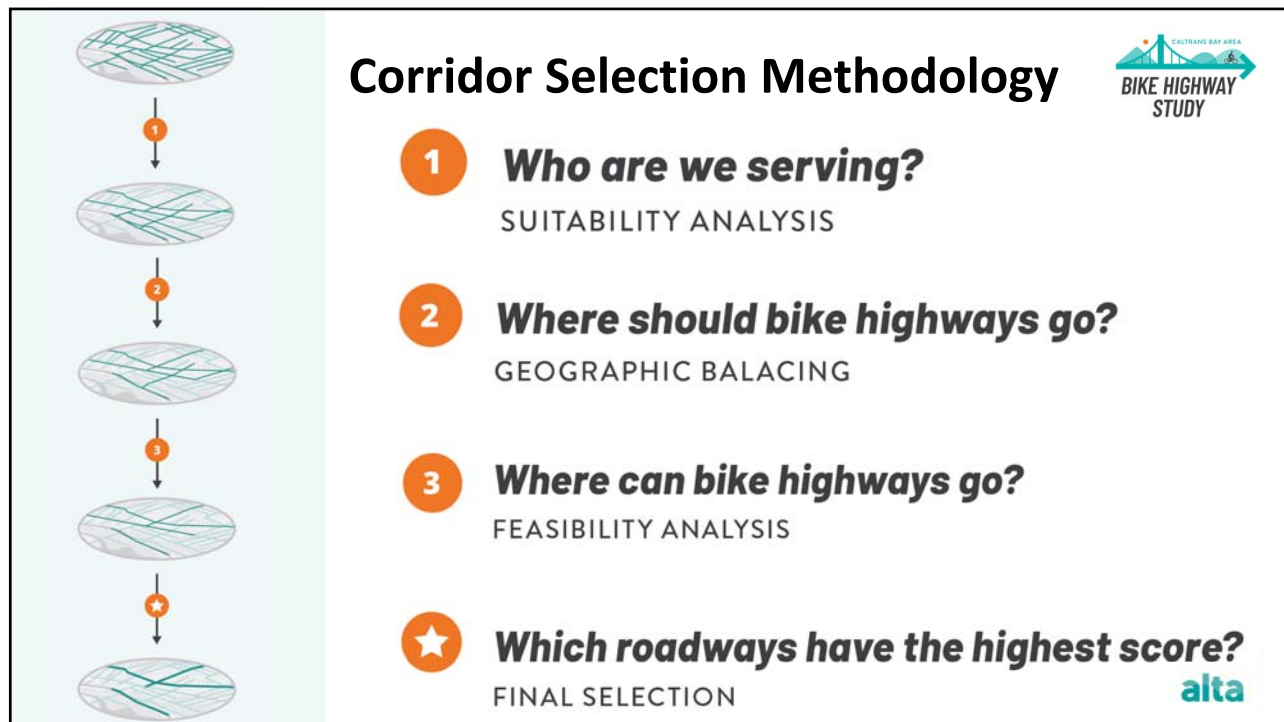 Corridor Selection Methodology
CALTRANS BAY AREA
BIKE HIGHWAY
STUDY
1
1 Who are we serving?
SUITABILITY ANALYSIS
2
2 Where should bike highways go?
GEOGRAPHIC BALACING
3
3 Where can bike highways go?
FEASIBILITY ANALYSIS
Which roadways have the highest score?
FINAL SELECTION
alta